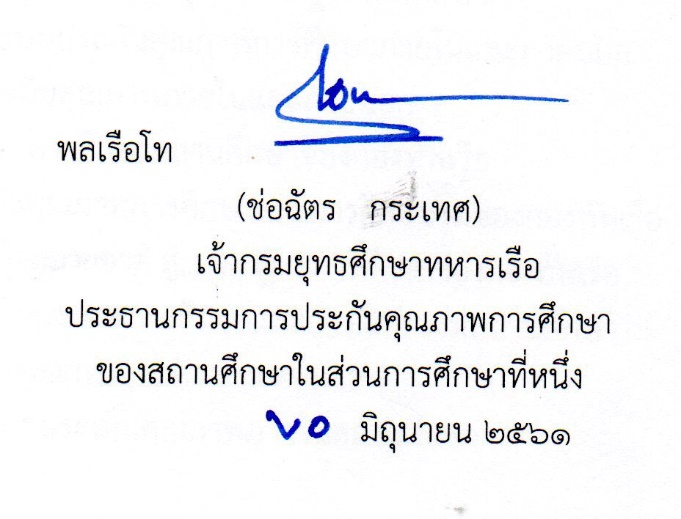 พลเรือโท
(ช่อฉัตร กระเทศ)
เจ้ากรมยุทธศึกษาทหารเรือ
ประธานกรรมการประกันคุณภาพการศึกษา
ของสถานศึกษาในส่วนการศึกษาที่หนึ่ง
๒๐ มิถุนายน ๒๕๖๑